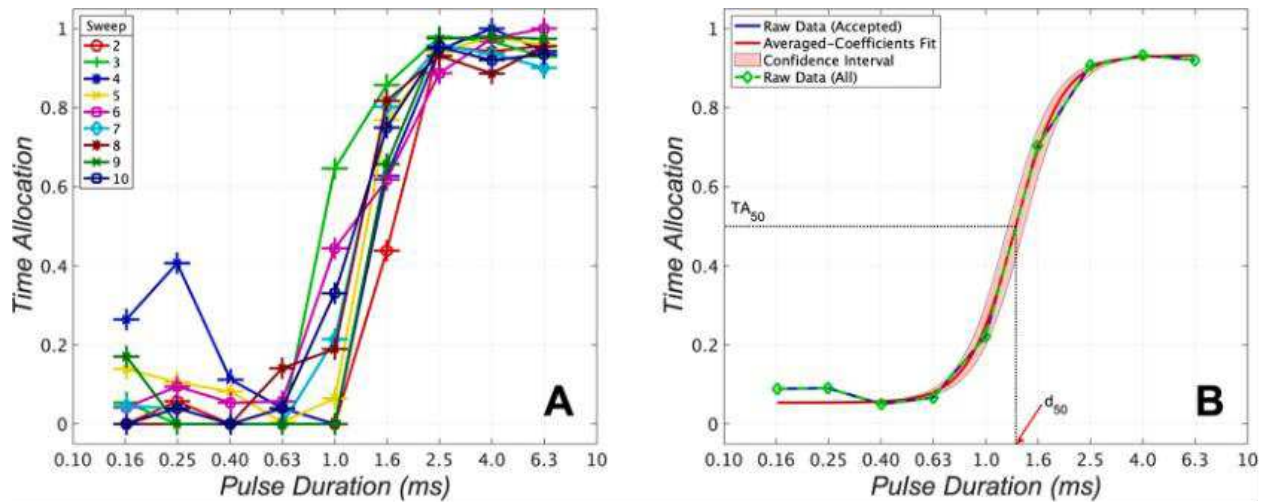 Sweep
2
3
4
5
6
7
8
9
10
1
0.8
0.6
0.4
0.2
0
Time Allocation
A
0.10 0.16 0.25 0.40 0.63 1.0 1.6 2.5 4.0 6.3 10
Pulse Duration (ms)
Raw Data (Accepted)
Averaged-Coefficients Fit
Confidence Interval
Raw Data (All)
1
0.8
0.6
0.4
0.2
0
Time Allocation
TA50
d50
B
0.10 0.16 0.25 0.40 0.63 1.0 1.6 2.5 4.0 6.3 10
Pulse Duration (ms)